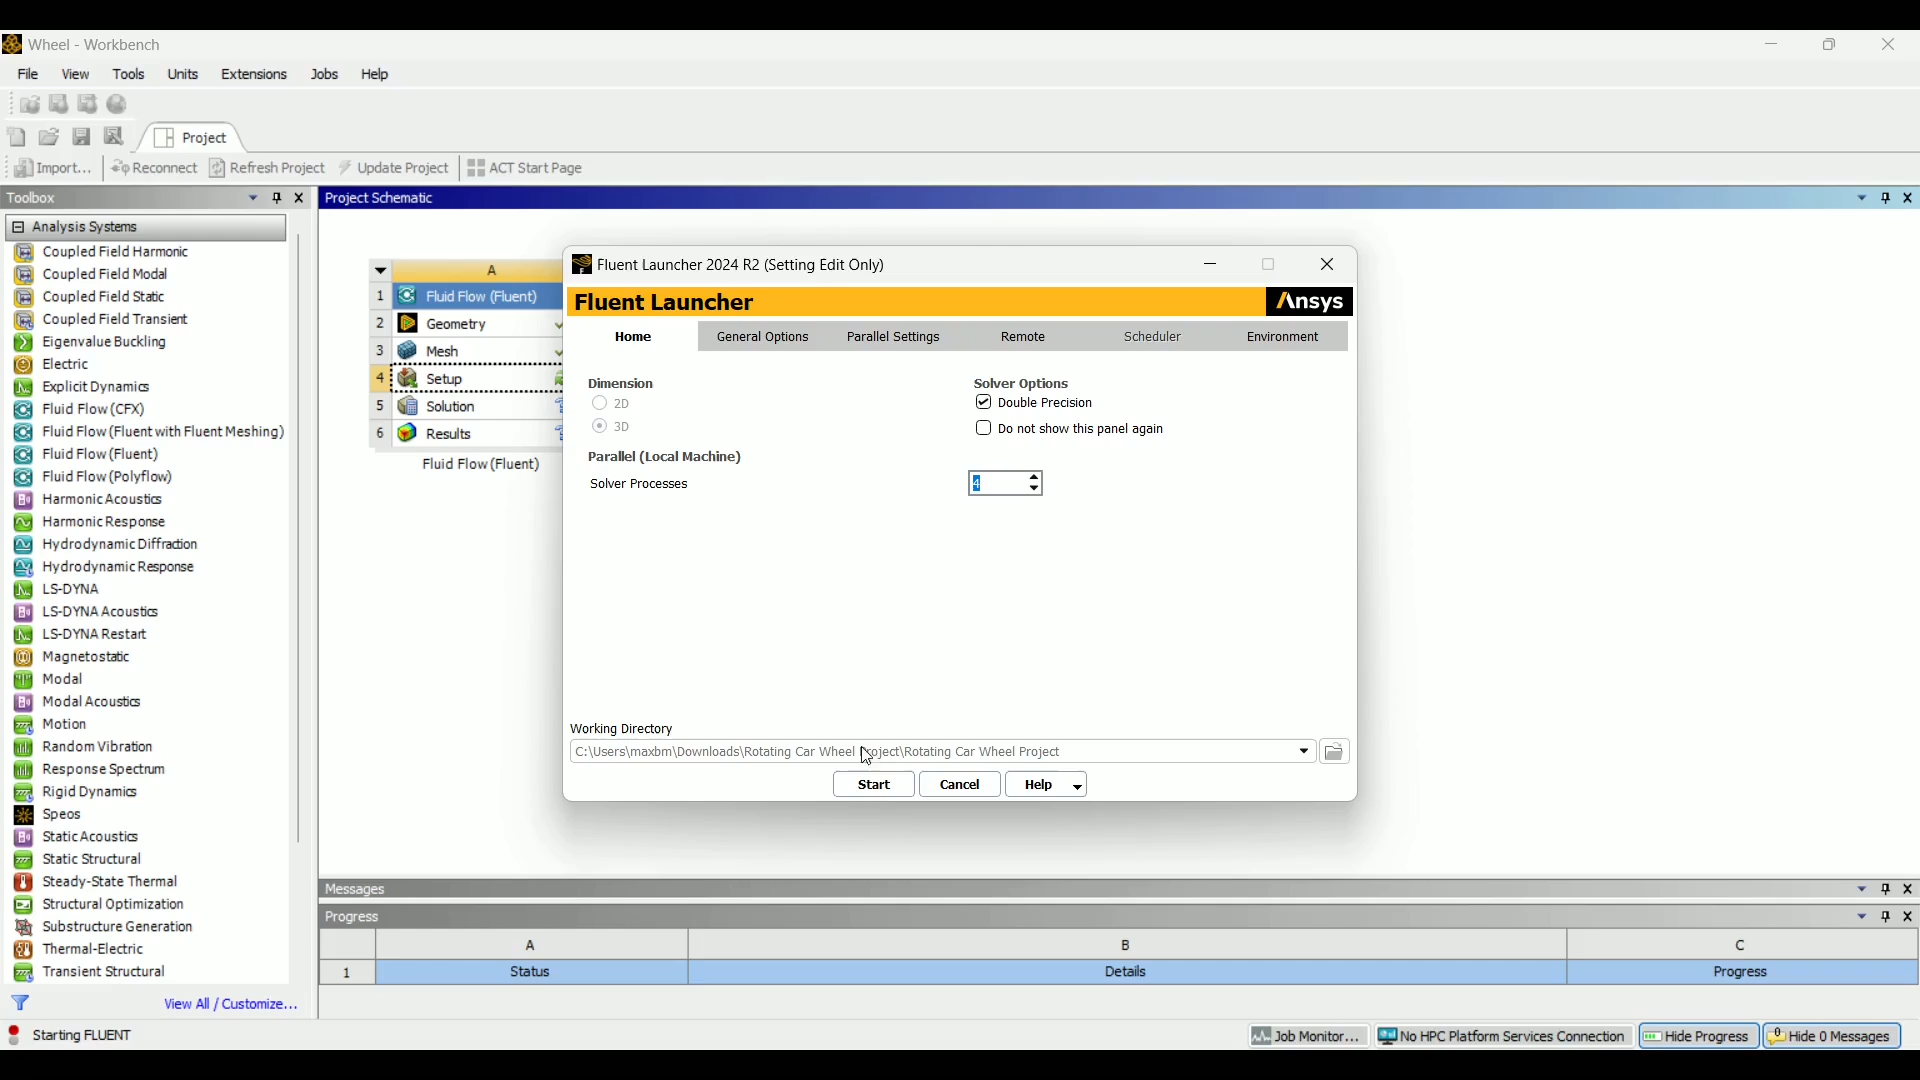 Wheel - Workbench
File View Tools Units Extensions Jobs Help
Project
Import... Reconnect Refresh Project Update Project ACT Start Page
Toolbox
Project Schematic
Analysis Systems
Coupled Field Harmonic
Coupled Field Modal
Coupled Field Static
Coupled Field Transient
Eigenvalue Buckling
Electric
Explicit Dynamics
Fluid Flow (CFX)
Fluid Flow (Fluent with Fluent Meshing)
Fluid Flow (Fluent)
Fluid Flow (Polyflow)
Harmonic Acoustics
Harmonic Response
Hydrodynamic Diffraction
Hydrodynamic Response
LS-DYNA
LS-DYNA Acoustics
LS-DYNA Restart
Magnetostatic
Modal
Modal Acoustics
Motion
Random Vibration
Response Spectrum
Rigid Dynamics
Speos
Static Acoustics
Static Structural
Steady-State Thermal
Structural Optimization
Substructure Generation
Thermal-Electric
Transient Structural
View All / Customize...
A
1 Fluid Flow (Fluent)
2 Geometry
3 Mesh
4 Setup
5 Solution
6 Results
Fluid Flow (Fluent)
Fluent Launcher 2024 R2 (Setting Edit Only)
Fluent Launcher Ansys
Home General Options Parallel Settings Remote Scheduler Environment
Dimension
2D
3D
Solver Options
Double Precision
Do not show this panel again
Parallel (Local Machine)
Solver Processes 4
Working Directory
C:\Users\maxbm\Downloads\Rotating Car Wheel Project\Rotating Car Wheel Project
Start Cancel Help
Messages
Progress
A B C
1 Status Details Progress
Starting FLUENT
Job Monitor... No HPC Platform Services Connection Hide Progress 0 Hide 0 Messages